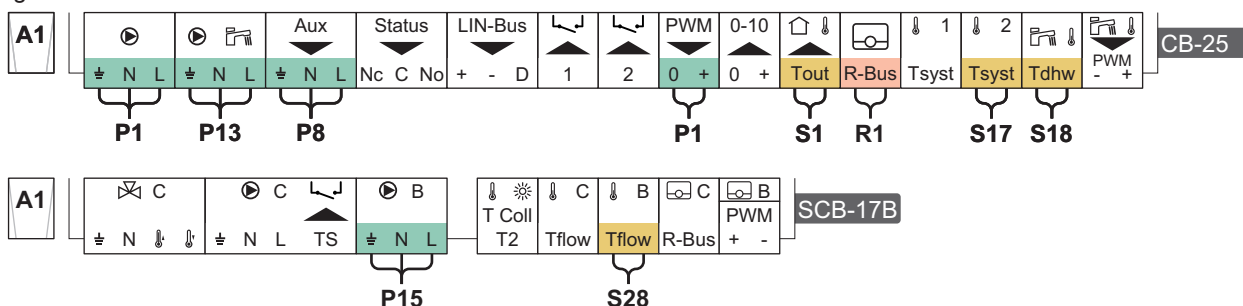 A1
Aux Status LIN-Bus PWM 0-10 1 2
N L N L N L Nc C No + - D 1 2 0 + 0 + Tout R-Bus Tsyst Tsyst Tdhw PWM - +
CB-25
P1 P13 P8 P1 S1 R1 S17 S18
A1
C C B C B C B
T Coll PWM
N N L TS N L T2 Tflow Tflow R-Bus + -
SCB-17B
P15 S28